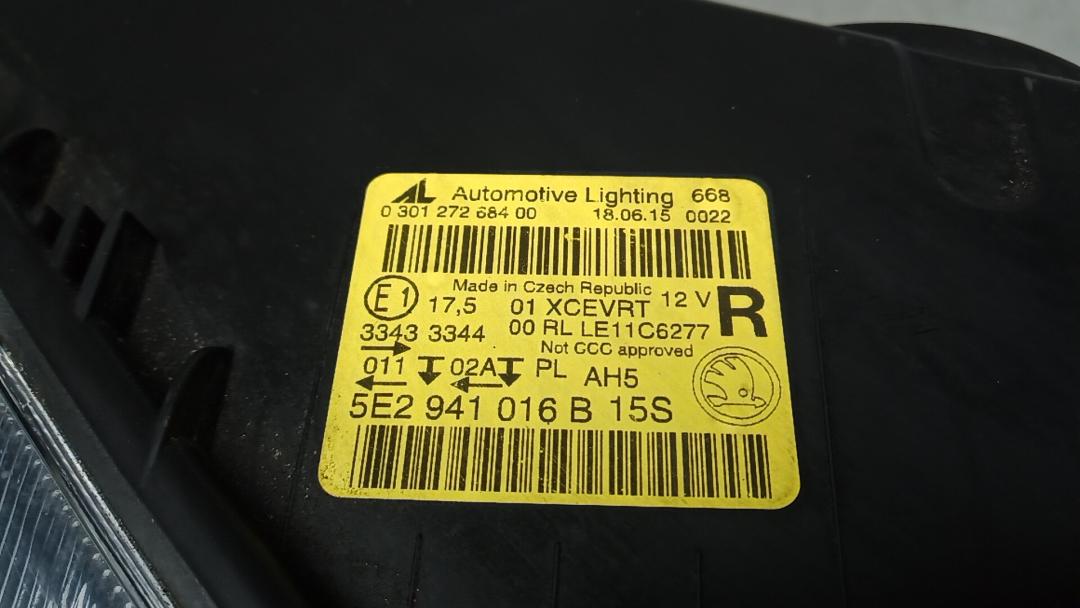 AL Automotive Lighting 668
0 301 272 684 00 18.06.15 0022
Made in Czech Republic
E1 17,5 01 XCEVRT 12 V R
3343 3344 00 RL LE11C6277
Not CCC approved
011 02A PL AH5
5E2 941 016 B 15S